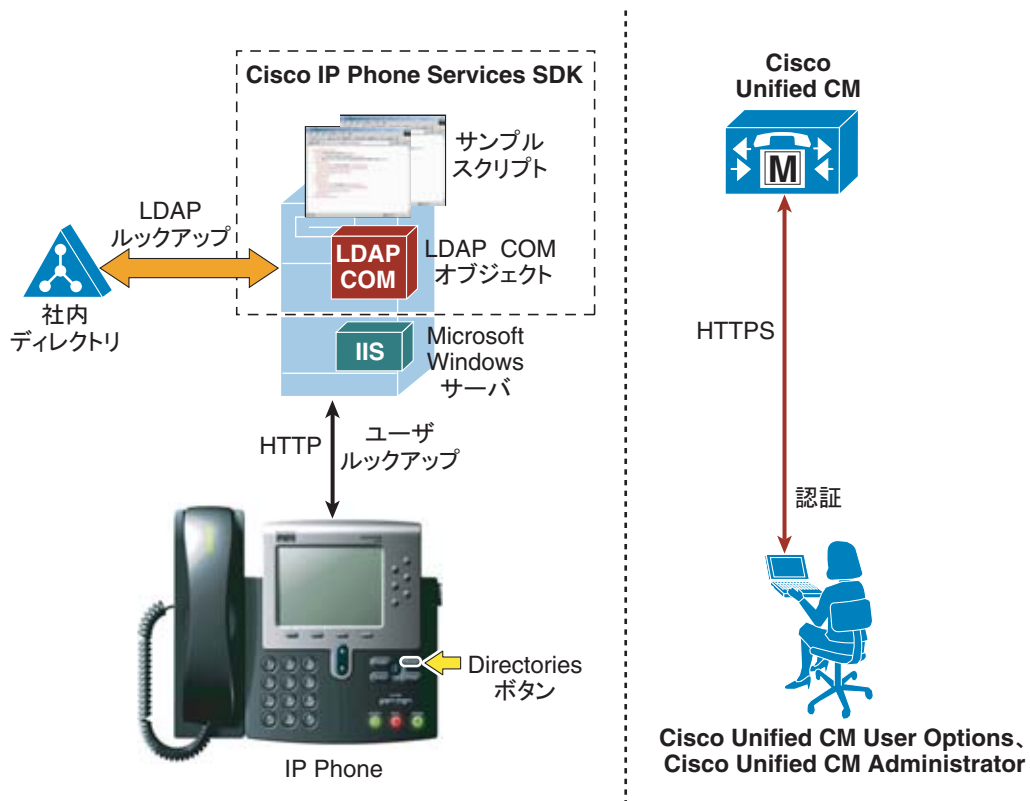 Cisco IP Phone Services SDK
サンプル
スクリプト
LDAP
ルックアップ
LDAP
COM
LDAP COM
オブジェクト
社内
ディレクトリ
IIS
Microsoft
Windows
サーバ
HTTP
ユーザ
ルックアップ
Directories
ボタン
IP Phone
Cisco
Unified CM
M
HTTPS
認証
Cisco Unified CM User Options、
Cisco Unified CM Administrator